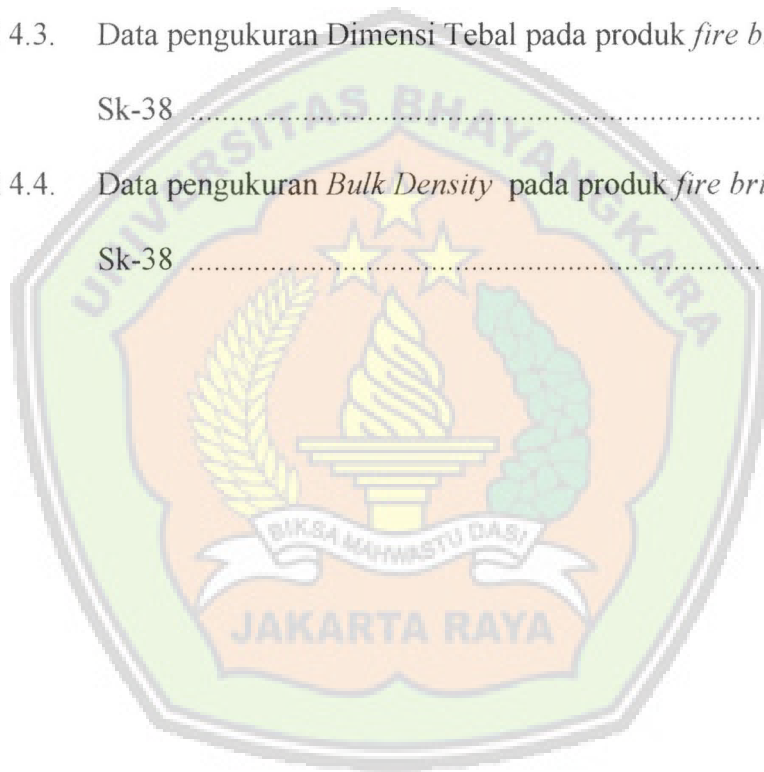 4.3. Data pengukuran Dimensi Tebal pada produk fire b
Sk-38 ........................................................................
4.4. Data pengukuran Bulk Density pada produk fire bri
Sk-38 ........................................................................
UNIVERSITAS BHAYANGKARA
BIKSA MAHWASTU DASI
JAKARTA RAYA